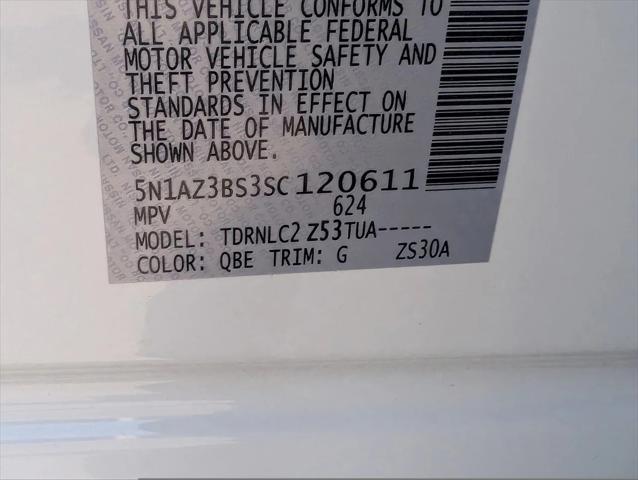 THIS VEHICLE CONFORMS TO
ALL APPLICABLE FEDERAL
MOTOR VEHICLE SAFETY AND
THEFT PREVENTION
STANDARDS IN EFFECT ON
THE DATE OF MANUFACTURE
SHOWN ABOVE.
5N1AZ3BS3SC120611
MPV 624
MODEL: TDRNLC2 Z53TUA-----
COLOR: QBE TRIM: G ZS30A